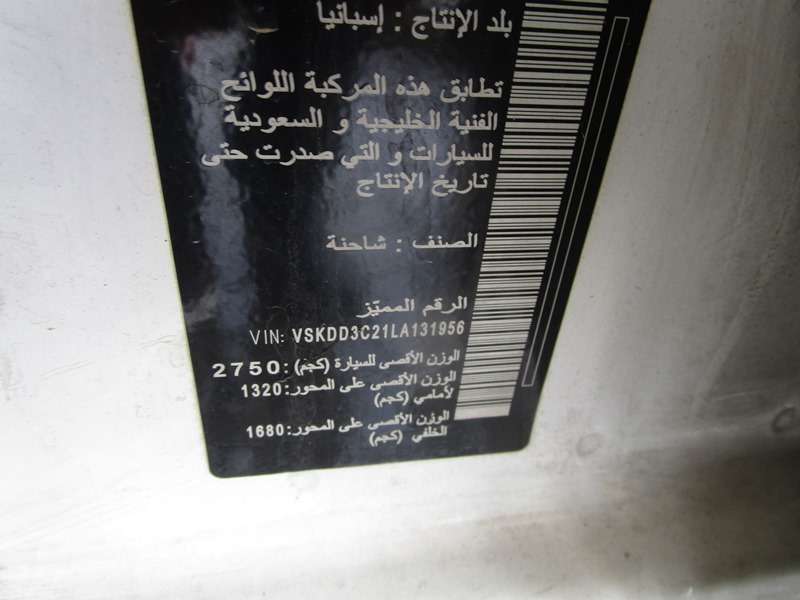 بلد الإنتاج : إسبانيا
تطابق هذه المركبة اللوائح
الفنية الخليجية و السعودية
للسيارات و التي صدرت حتى
تاريخ الإنتاج
الصنف : شاحنة
الرقم المميّز
VIN: VSKDD3C21LA131956
الوزن الأقصى للسيارة (كجم): 2750
الوزن الأقصى على المحور: 1320
لأمامي (كجم)
الوزن الأقصى على المحور: 1680
الخلفي (كجم)